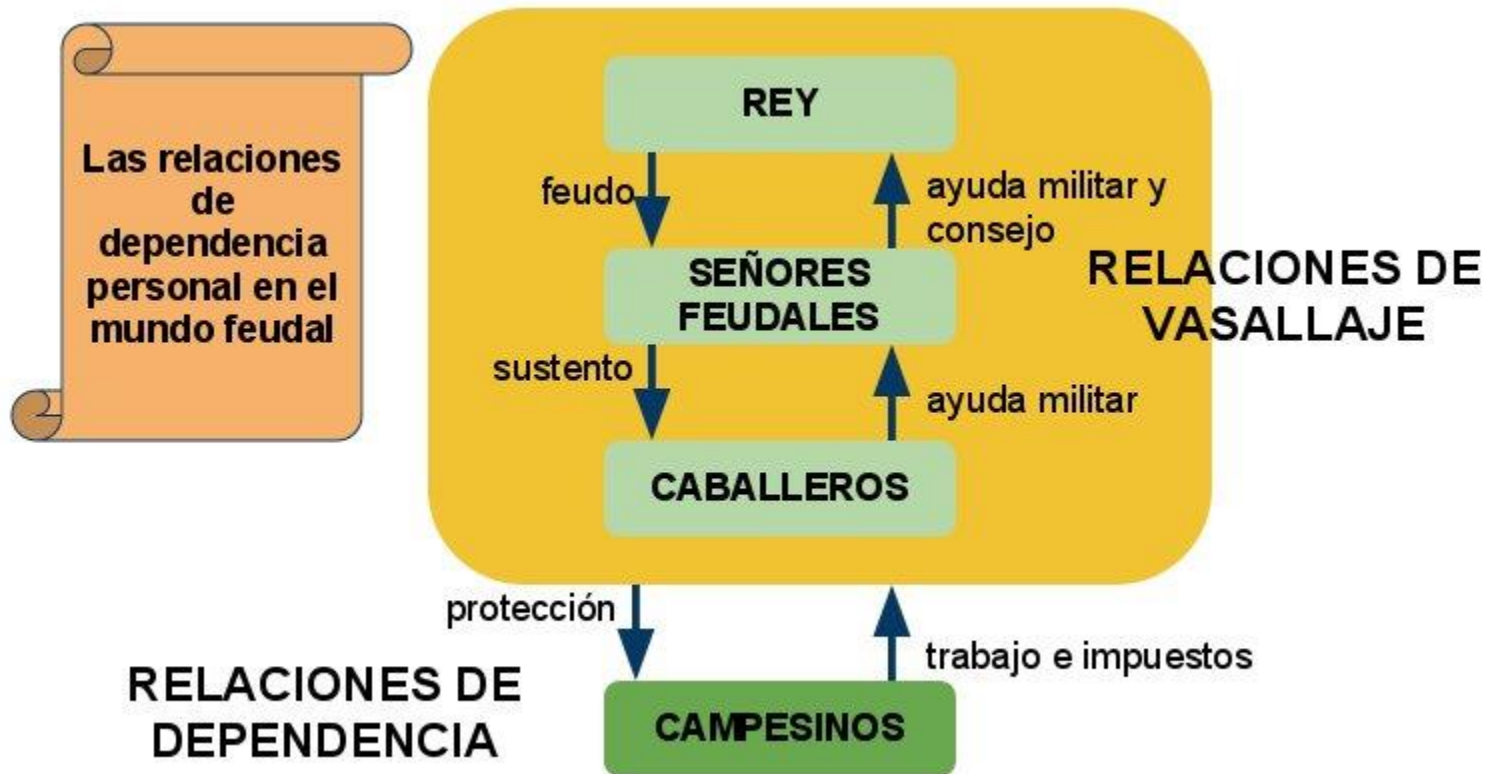 Las relaciones
de
dependencia
personal en el
mundo feudal
REY
feudo
ayuda militar y
consejo
SEÑORES
FEUDALES
RELACIONES DE
VASALLAJE
sustento
ayuda militar
CABALLEROS
protección
trabajo e impuestos
RELACIONES DE
DEPENDENCIA
CAMPESINOS